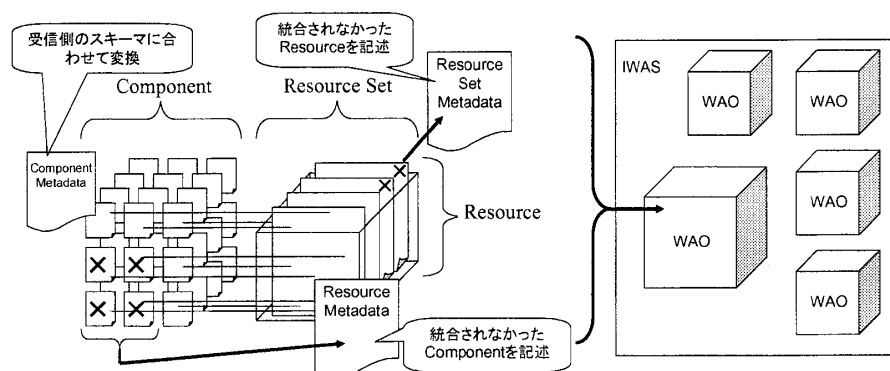 受信側のスキーマに合
わせて変換
統合されなかった
Resourceを記述
Component
Resource Set
Resource
Set
Metadata
Component
Metadata
Resource
Resource
Metadata
統合されなかった
Componentを記述
IWAS
WAO
WAO
WAO
WAO
WAO